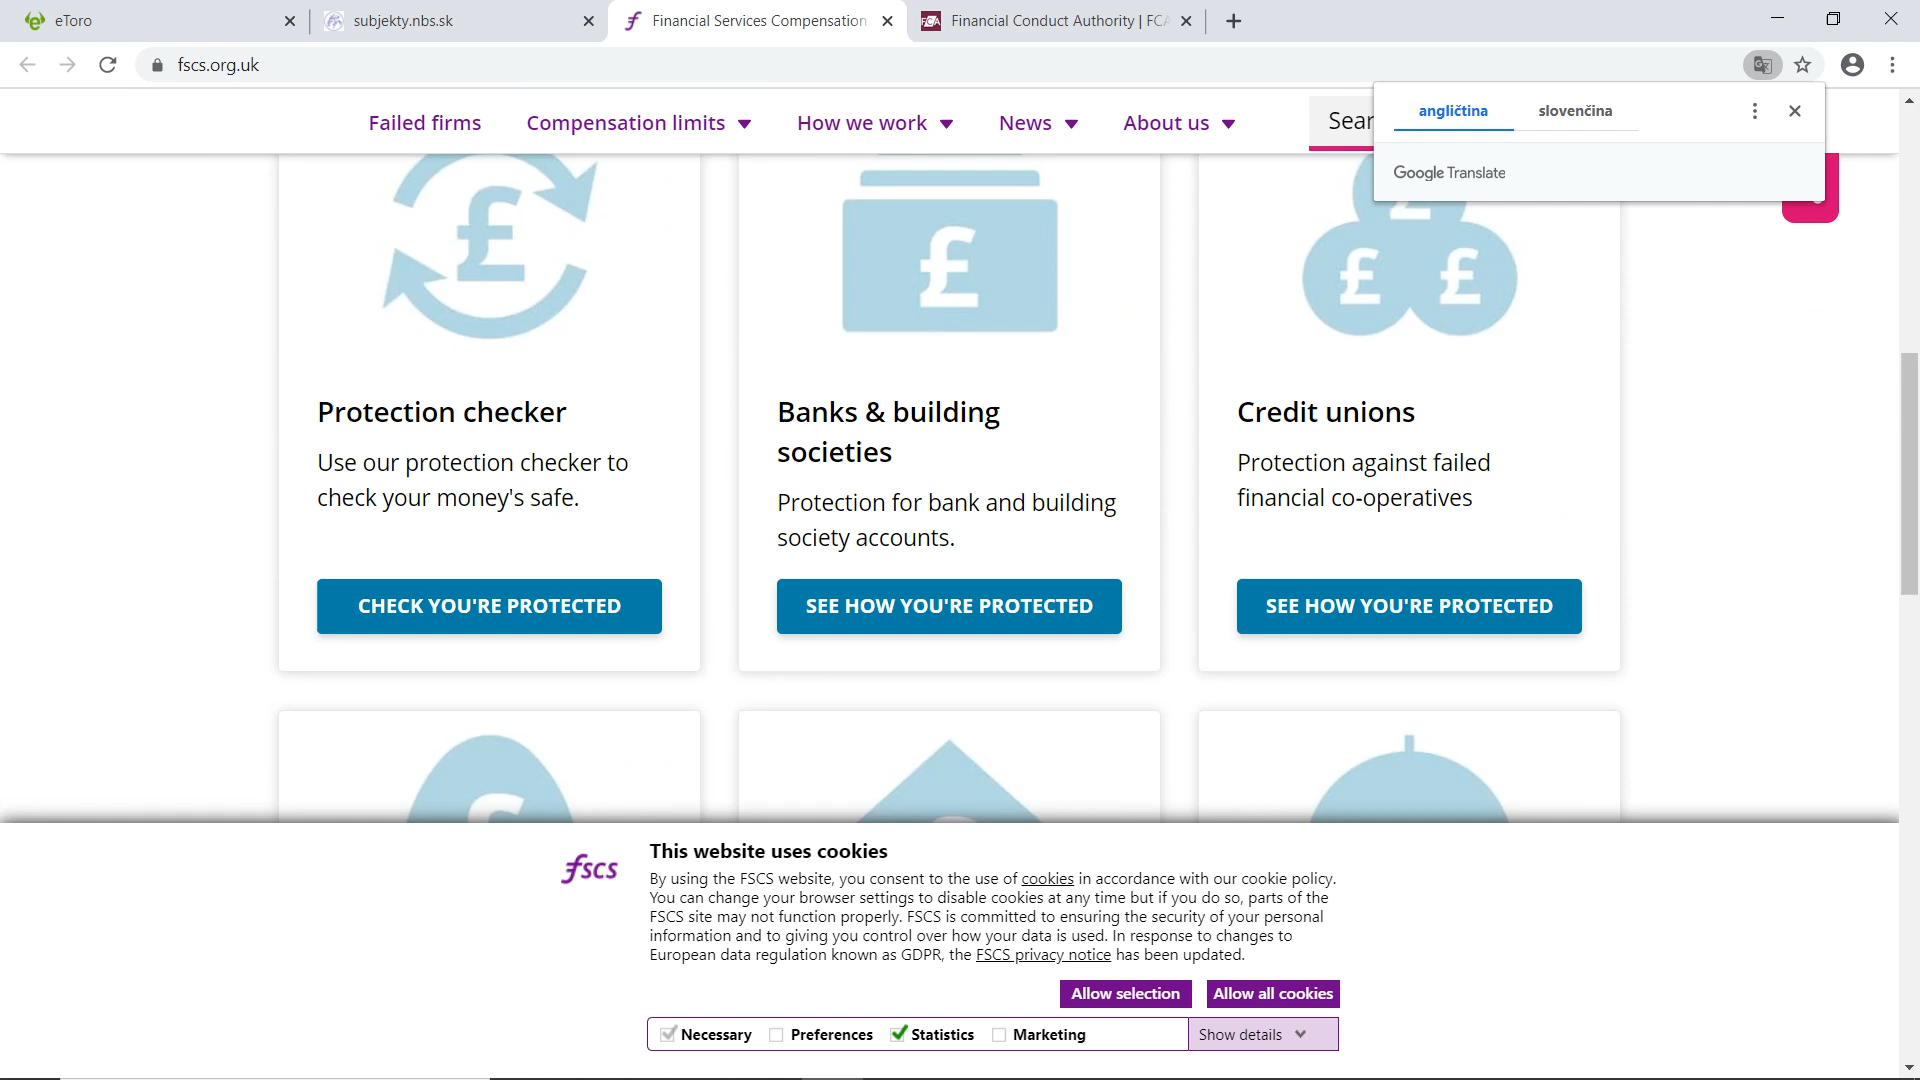 eToro
subjekty.nbs.sk
Financial Services Compensation
Financial Conduct Authority | FCA
fscs.org.uk
Failed firms
Compensation limits
How we work
News
About us
Sear
angličtina
slovenčina
Google Translate
£
£
£
£
£
Protection checker
Use our protection checker to
check your money's safe.
CHECK YOU'RE PROTECTED
Banks & building
societies
Protection for bank and building
society accounts.
SEE HOW YOU'RE PROTECTED
Credit unions
Protection against failed
financial co-operatives
SEE HOW YOU'RE PROTECTED
fscs
This website uses cookies
By using the FSCS website, you consent to the use of cookies in accordance with our cookie policy.
You can change your browser settings to disable cookies at any time but if you do so, parts of the
FSCS site may not function properly. FSCS is committed to ensuring the security of your personal
information and to giving you control over how your data is used. In response to changes to
European data regulation known as GDPR, the FSCS privacy notice has been updated.
Allow selection
Allow all cookies
Necessary
Preferences
Statistics
Marketing
Show details